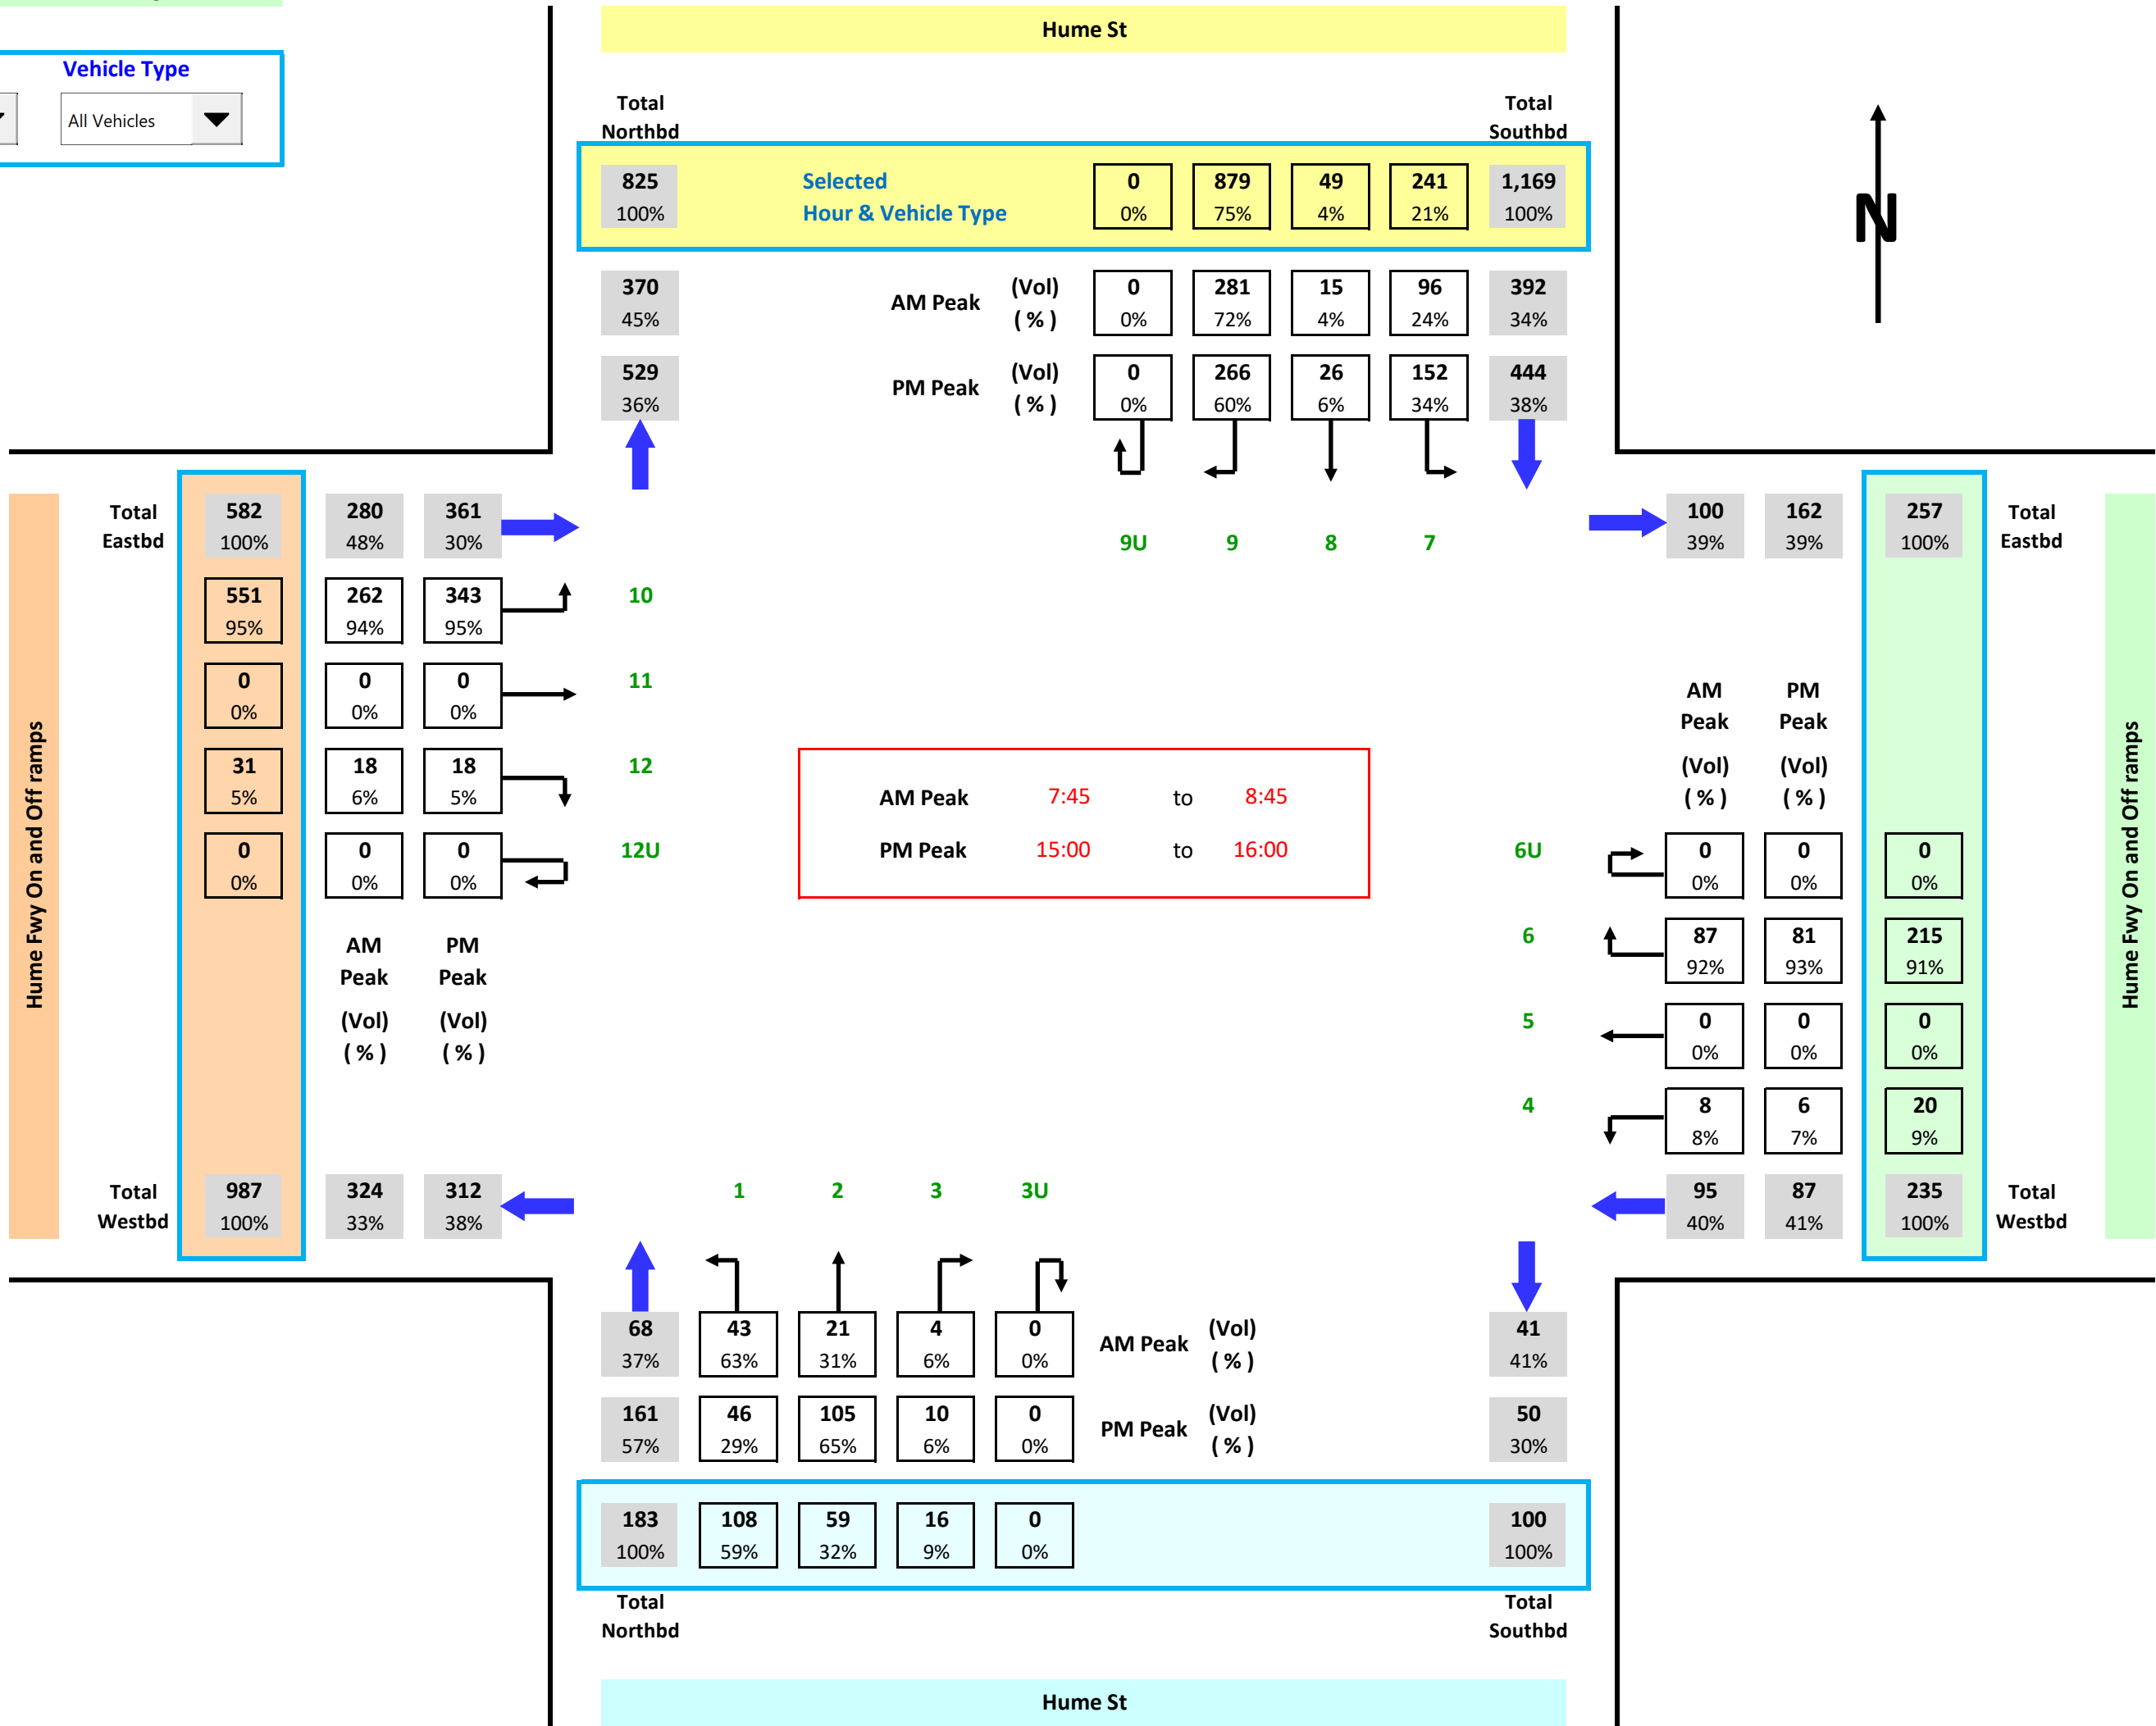 Hume St
Vehicle Type
All Vehicles
Total Northbd
Total Southbd
825 Selected 0 879 49 241 1,169
100% Hour & Vehicle Type 0% 75% 4% 21% 100%
N
370 AM Peak (Vol) 0 281 15 96 392
45% ( % ) 0% 72% 4% 24% 34%
529 PM Peak (Vol) 0 266 26 152 444
36% ( % ) 0% 60% 6% 34% 38%
Total 582 280 361 100 162 257 Total
Eastbd 100% 48% 30% 39% 39% 100% Eastbd
9U 9 8 7
551 262 343 10
95% 94% 95%
0 0 0 11
0% 0% 0%
31 18 18 12
5% 6% 5%
0 0 0 12U
0% 0% 0%
AM Peak PM Peak
(Vol) (Vol)
( % ) ( % )
Hume Fwy On and Off ramps
AM Peak 7:45 to 8:45
PM Peak 15:00 to 16:00
AM Peak PM Peak
(Vol) (Vol)
( % ) ( % )
6U 0 0 0
0% 0% 0%
6 87 81 215
92% 93% 91%
5 0 0 0
0% 0% 0%
4 8 6 20
8% 7% 9%
Hume Fwy On and Off ramps
Total 987 324 312 1 2 3 3U 95 87 235 Total
Westbd 100% 33% 38% 40% 41% 100% Westbd
68 43 21 4 0 AM Peak (Vol) 41
37% 63% 31% 6% 0% ( % ) 41%
161 46 105 10 0 PM Peak (Vol) 50
57% 29% 65% 6% 0% ( % ) 30%
183 108 59 16 0 100
100% 59% 32% 9% 0% 100%
Total Total
Northbd Southbd
Hume St